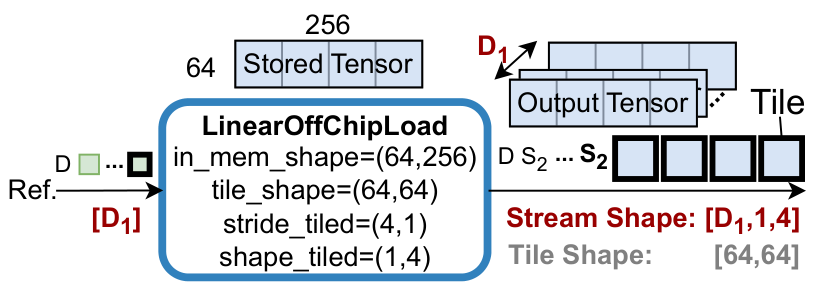 256
64
Stored Tensor
D₁
Output Tensor
Tile
LinearOffChipLoad
in_mem_shape=(64,256)
tile_shape=(64,64)
stride_tiled=(4,1)
shape_tiled=(1,4)
D ...
Ref.
[D₁]
D S₂ ... S₂
Stream Shape: [D₁,1,4]
Tile Shape: [64,64]